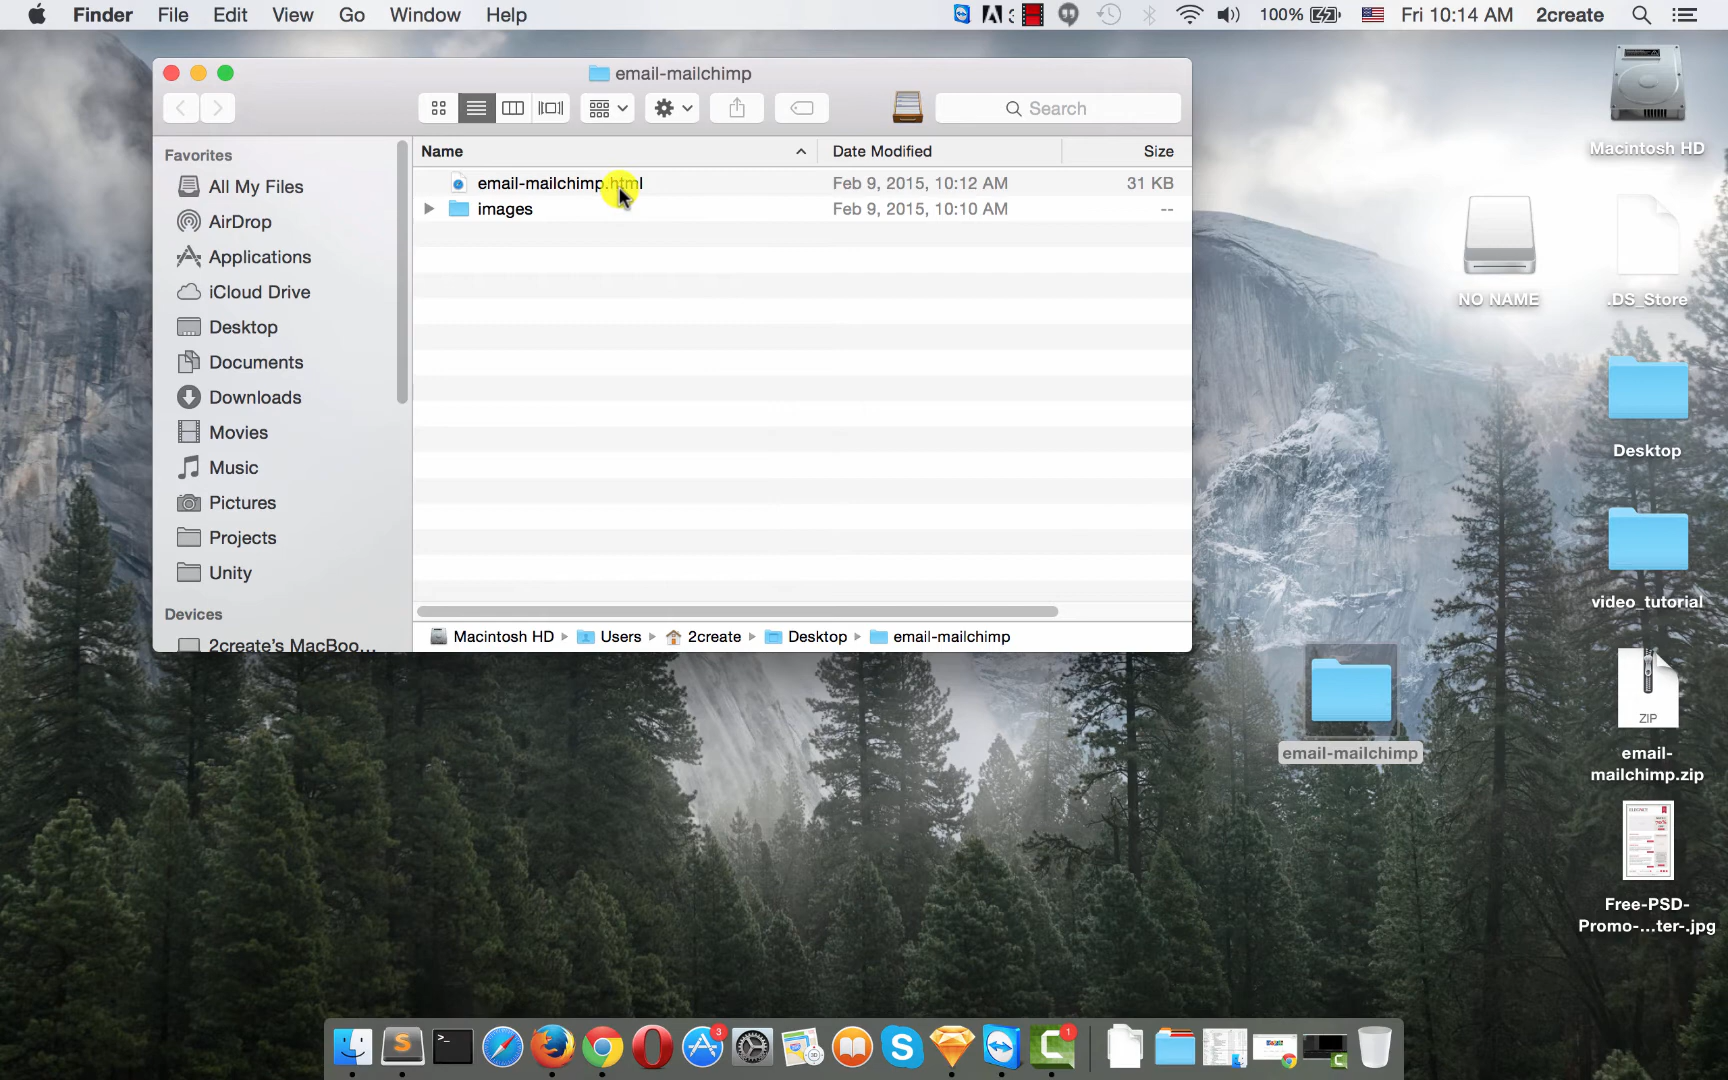 Finder File Edit View Go Window Help
100% Fri 10:14 AM 2create
email-mailchimp
Search
Favorites
All My Files
AirDrop
Applications
iCloud Drive
Desktop
Documents
Downloads
Movies
Music
Pictures
Projects
Unity
Devices
2create's MacBoo...
Name Date Modified Size
email-mailchimp.html Feb 9, 2015, 10:12 AM 31 KB
images Feb 9, 2015, 10:10 AM --
Macintosh HD Users 2create Desktop email-mailchimp
Macintosh HD
NO NAME
.DS_Store
Desktop
video_tutorial
email-mailchimp
ZIP
email-
mailchimp.zip
Free-PSD-
Promo-...ter-.jpg
3
1